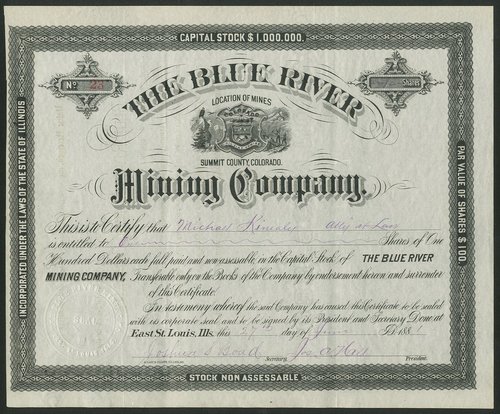 CAPITAL STOCK $1,000,000.
INCORPORATED UNDER THE LAWS OF THE STATE OF ILLINOIS
PAR VALUE OF SHARES $100
No 25
THE BLUE RIVER
LOCATION OF MINES
SUMMIT COUNTY, COLORADO.
Mining Company,
This is to Certify that Michael Atty at Law
is entitled to Shares of One
Hundred Dollars each full paid and non-assessable in the Capital Stock of THE BLUE RIVER
MINING COMPANY, Transferable only on the Books of the Company by endorsement hereon and surrender
of this Certificate.
In testimony whereof the said Company has caused this Certificate to be sealed
with its corporate seal and to be signed by its President and Secretary Done at
East St. Louis, Ills. this day of June 188
Secretary. President.
STOCK NON ASSESSABLE